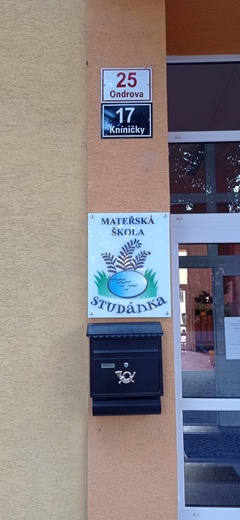 25
Ondrova
17
Kníničky
MATEŘSKÁ
ŠKOLA
STUDÁNKA